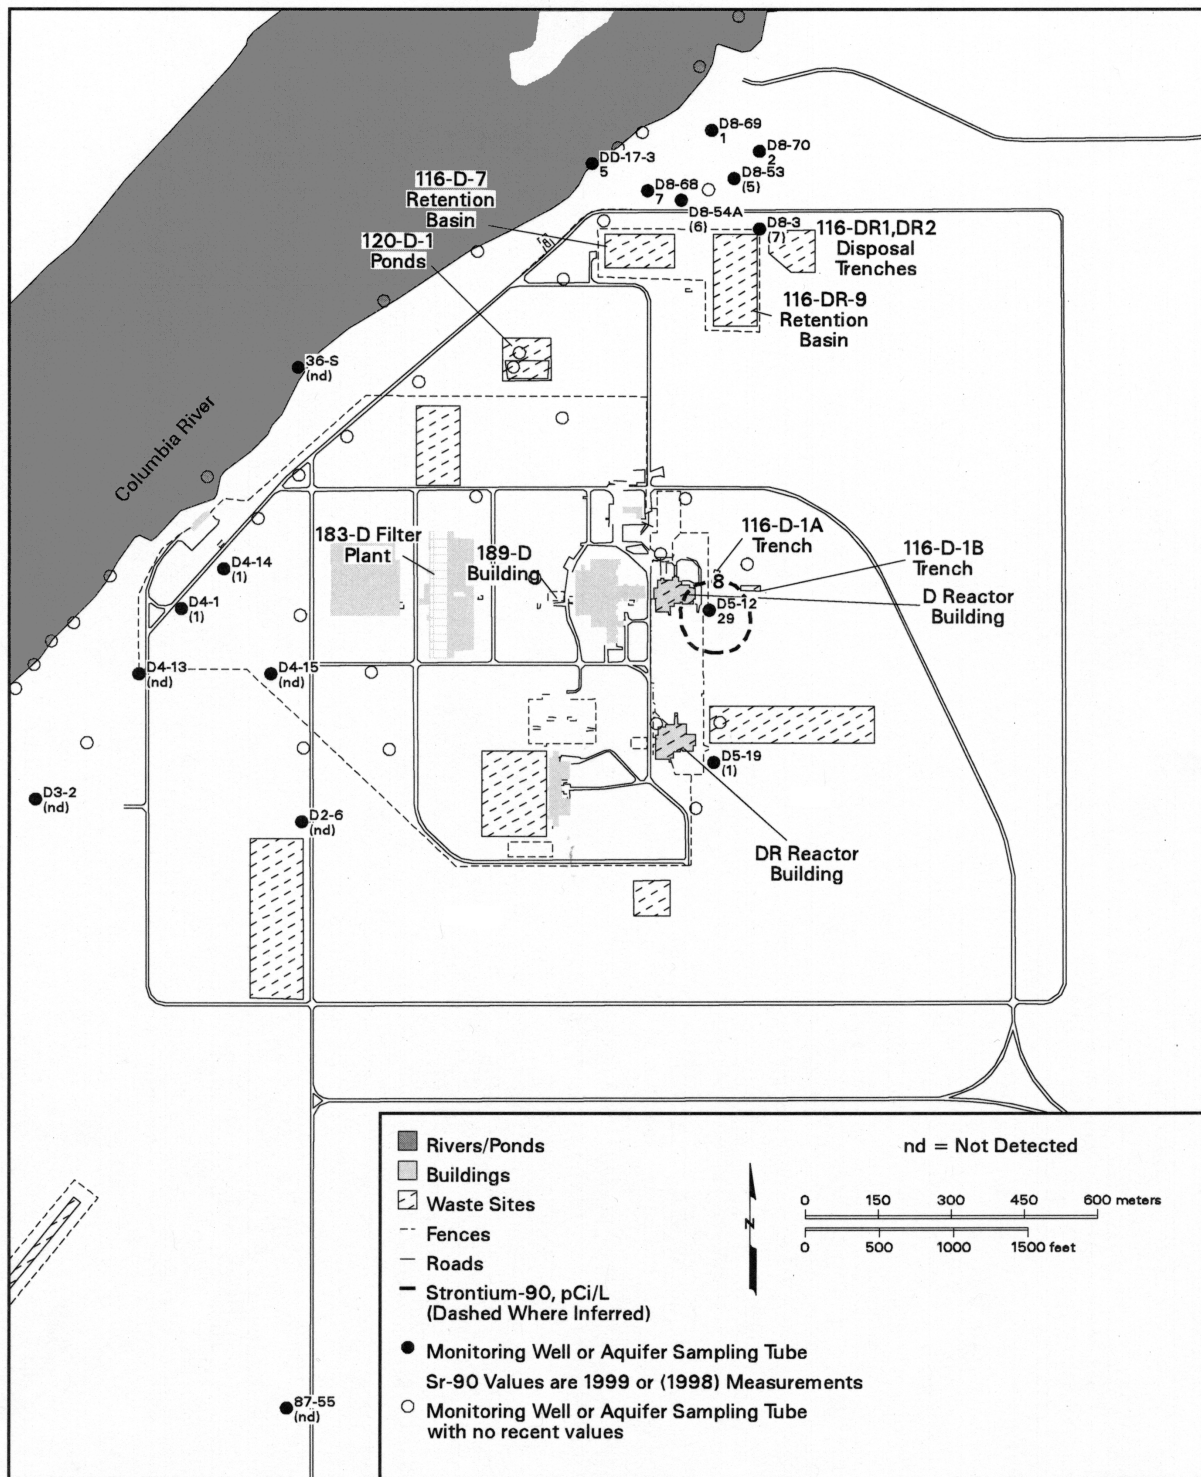 D8-69
1
D8-70
2
DD-17-3
5
D8-53
(5)
D8-68
7
D8-54A
(6)
D8-3
(7)
116-D-7
Retention
Basin
116-DR1,DR2
Disposal
Trenches
120-D-1
Ponds
116-DR-9
Retention
Basin
36-S
(nd)
Columbia River
183-D Filter
Plant
189-D
Building
116-D-1A
Trench
116-D-1B
Trench
8
D Reactor
Building
D5-12
29
D4-14
(1)
D4-1
(1)
D4-13
(nd)
D4-15
(nd)
D5-19
(1)
D3-2
(nd)
D2-6
(nd)
DR Reactor
Building
87-55
(nd)
Rivers/Ponds
Buildings
Waste Sites
Fences
Roads
Strontium-90, pCi/L
(Dashed Where Inferred)
Monitoring Well or Aquifer Sampling Tube
Sr-90 Values are 1999 or (1998) Measurements
Monitoring Well or Aquifer Sampling Tube
with no recent values
nd = Not Detected
N
0 150 300 450 600 meters
0 500 1000 1500 feet